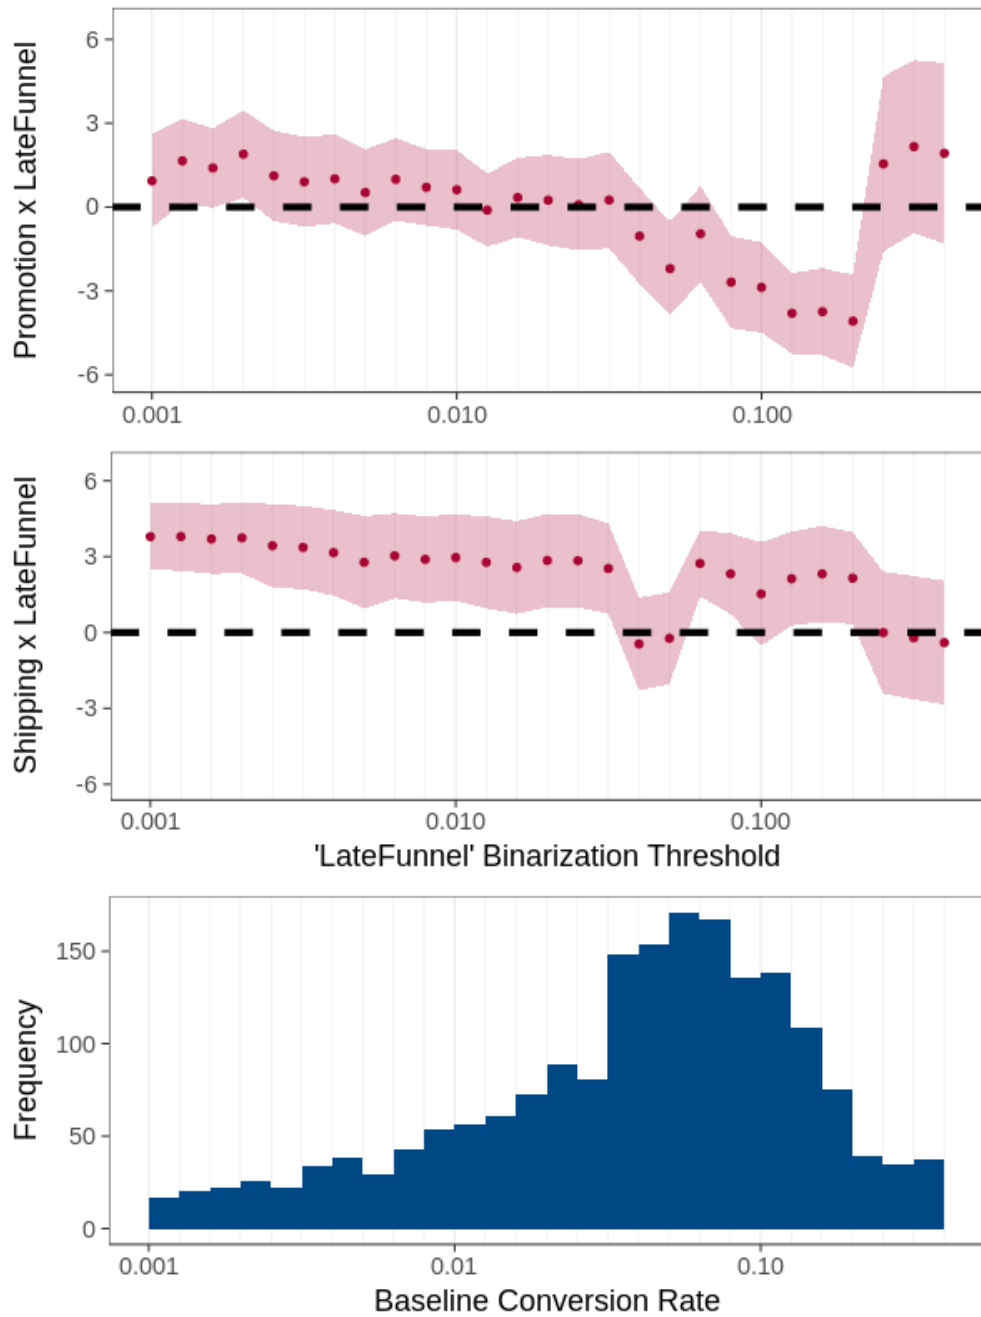 Promotion x LateFunnel
6
3
0
-3
-6
0.001 0.010 0.100
Shipping x LateFunnel
6
3
0
-3
-6
0.001 0.010 0.100
'LateFunnel' Binarization Threshold
Frequency
150
100
50
0
0.001 0.01 0.10
Baseline Conversion Rate